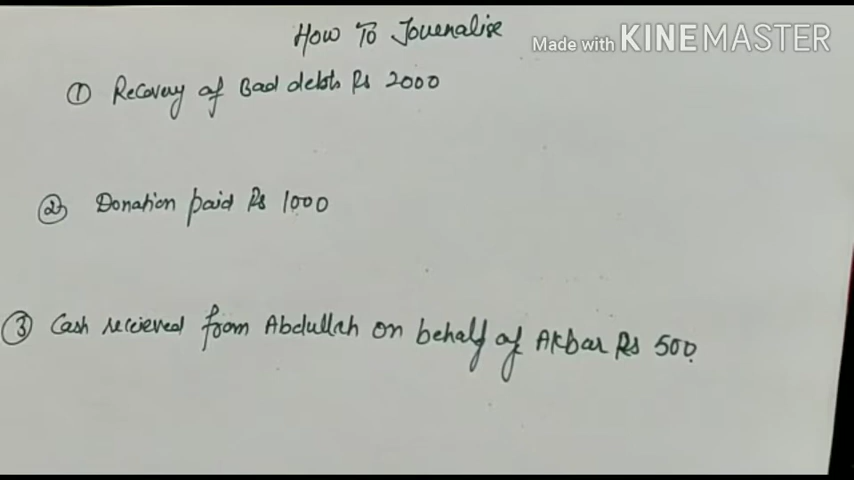 How To Journalise
Made with KINEMASTER
① Recovery of Bad debts Rs 2000
② Donation paid Rs 1000
③ Cash recieved from Abdullah on behalf of Akbar Rs 500.